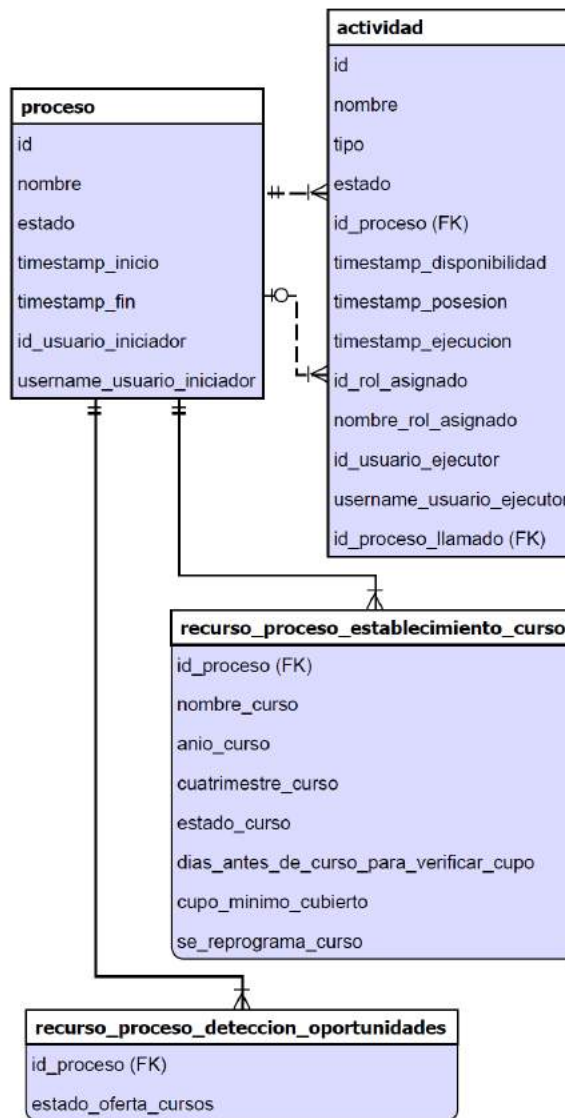 actividad
id
nombre
tipo
estado
id_proceso (FK)
timestamp_disponibilidad
timestamp_posesion
timestamp_ejecucion
id_rol_asignado
nombre_rol_asignado
id_usuario_ejecutor
username_usuario_ejecutor
id_proceso_llamado (FK)
proceso
id
nombre
estado
timestamp_inicio
timestamp_fin
id_usuario_iniciador
username_usuario_iniciador
recurso_proceso_establecimiento_curso
id_proceso (FK)
nombre_curso
anio_curso
cuatrimestre_curso
estado_curso
dias_antes_de_curso_para_verificar_cupo
cupo_minimo_cubierto
se_reprograma_curso
recurso_proceso_deteccion_oportunidades
id_proceso (FK)
estado_oferta_cursos